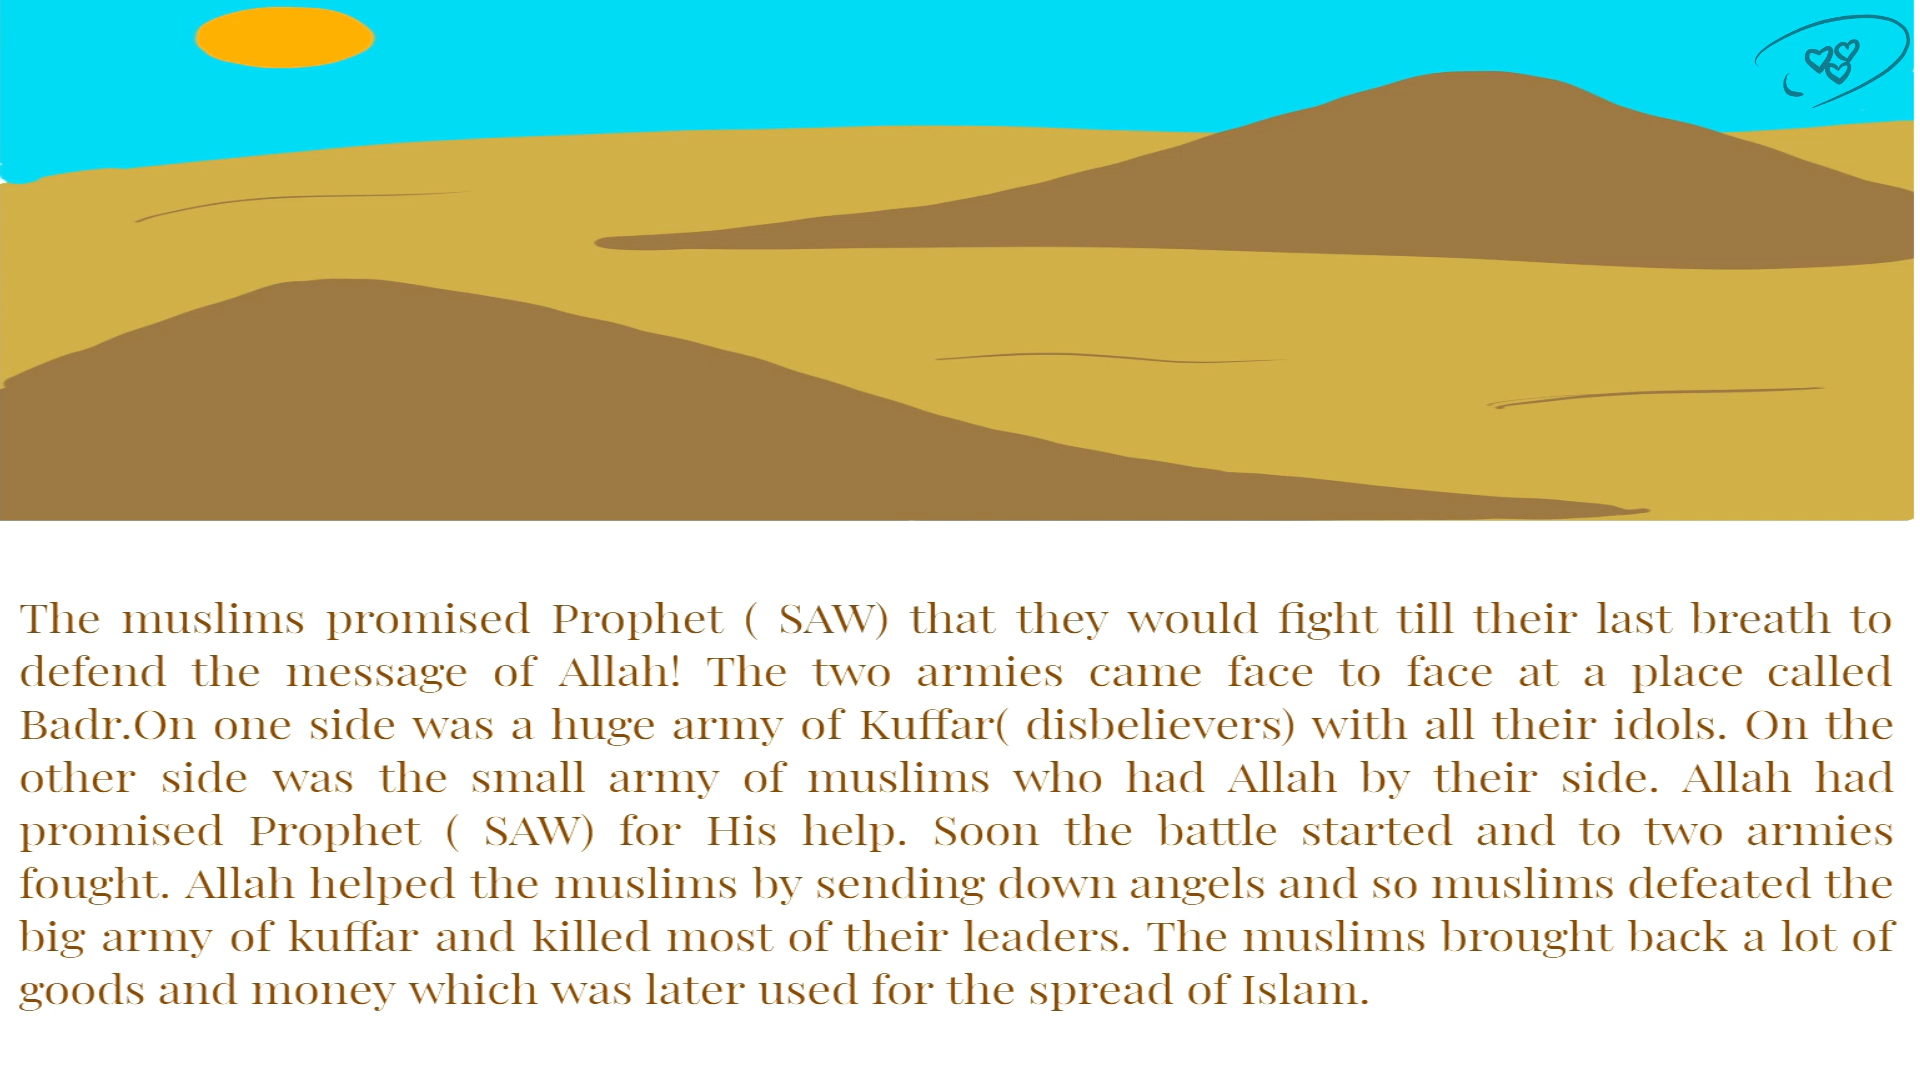 The muslims promised Prophet ( SAW) that they would fight till their last breath to
defend the message of Allah! The two armies came face to face at a place called
Badr.On one side was a huge army of Kuffar( disbelievers) with all their idols. On the
other side was the small army of muslims who had Allah by their side. Allah had
promised Prophet ( SAW) for His help. Soon the battle started and to two armies
fought. Allah helped the muslims by sending down angels and so muslims defeated the
big army of kuffar and killed most of their leaders. The muslims brought back a lot of
goods and money which was later used for the spread of Islam.